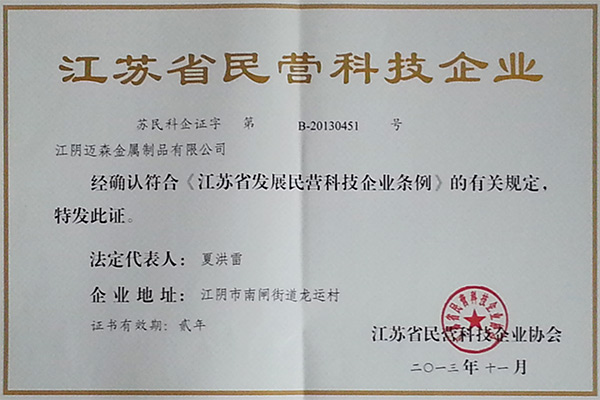 江苏省民营科技企业
苏民科企证字 第 B-20130451 号
江阴迈森金属制品有限公司
经确认符合《江苏省发展民营科技企业条例》的有关规定，
特发此证。
法定代表人：夏洪雷
企业地址：江阴市南闸街道龙运村
证书有效期：贰年
江苏省民营科技企业协会
二〇一三年十一月